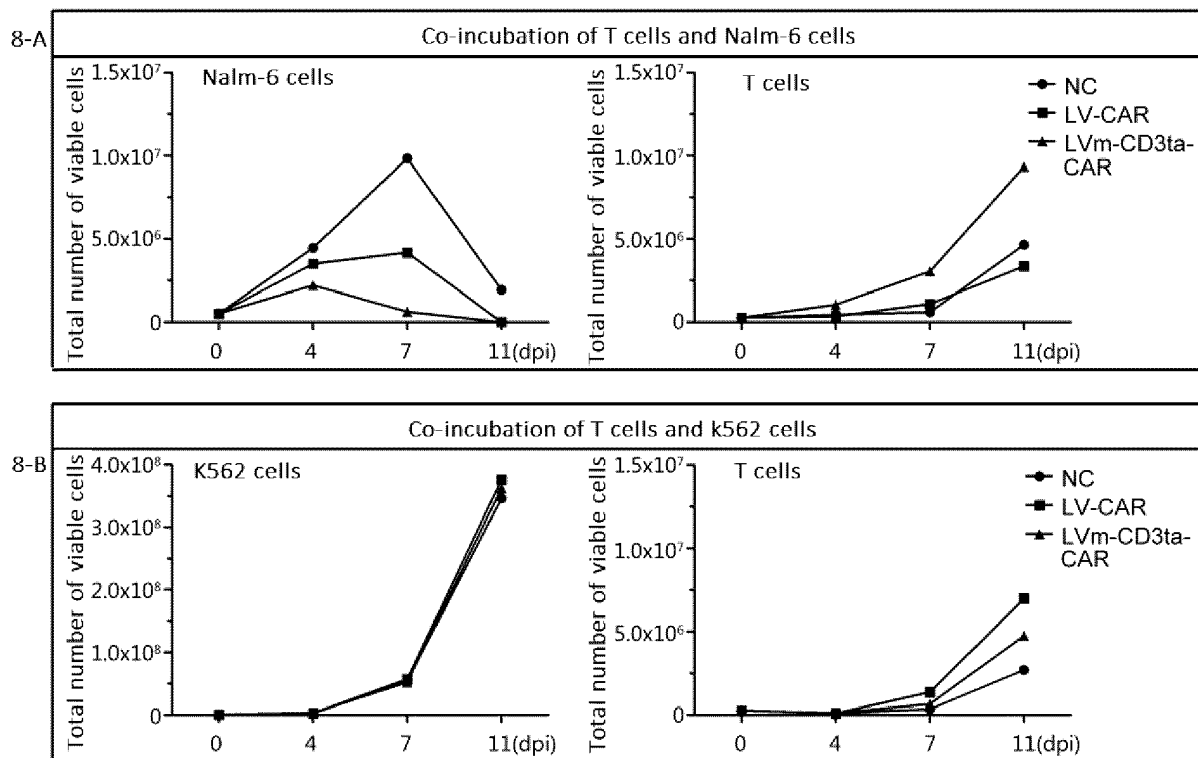 8-A
Co-incubation of T cells and Nalm-6 cells
Total number of viable cells
1.5x10⁷
1.0x10⁷
5.0x10⁶
0
Nalm-6 cells
0 4 7 11(dpi)
Total number of viable cells
1.5x10⁷
1.0x10⁷
5.0x10⁶
0
T cells
0 4 7 11(dpi)
NC
LV-CAR
LVm-CD3ta-
CAR
8-B
Co-incubation of T cells and k562 cells
Total number of viable cells
4.0x10⁸
3.0x10⁸
2.0x10⁸
1.0x10⁸
0
K562 cells
0 4 7 11(dpi)
Total number of viable cells
1.5x10⁷
1.0x10⁷
5.0x10⁶
0
T cells
0 4 7 11(dpi)
NC
LV-CAR
LVm-CD3ta-
CAR